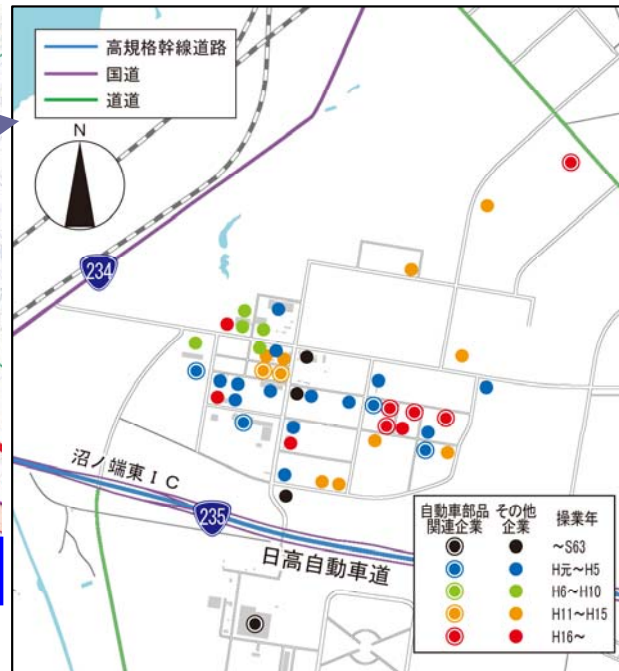 高規格幹線道路
国道
道道
N
234
沼ノ端東IC
235
日高自動車道
自動車部品関連企業 その他企業 操業年
～S63
H元～H5
H6～H10
H11～H15
H16～